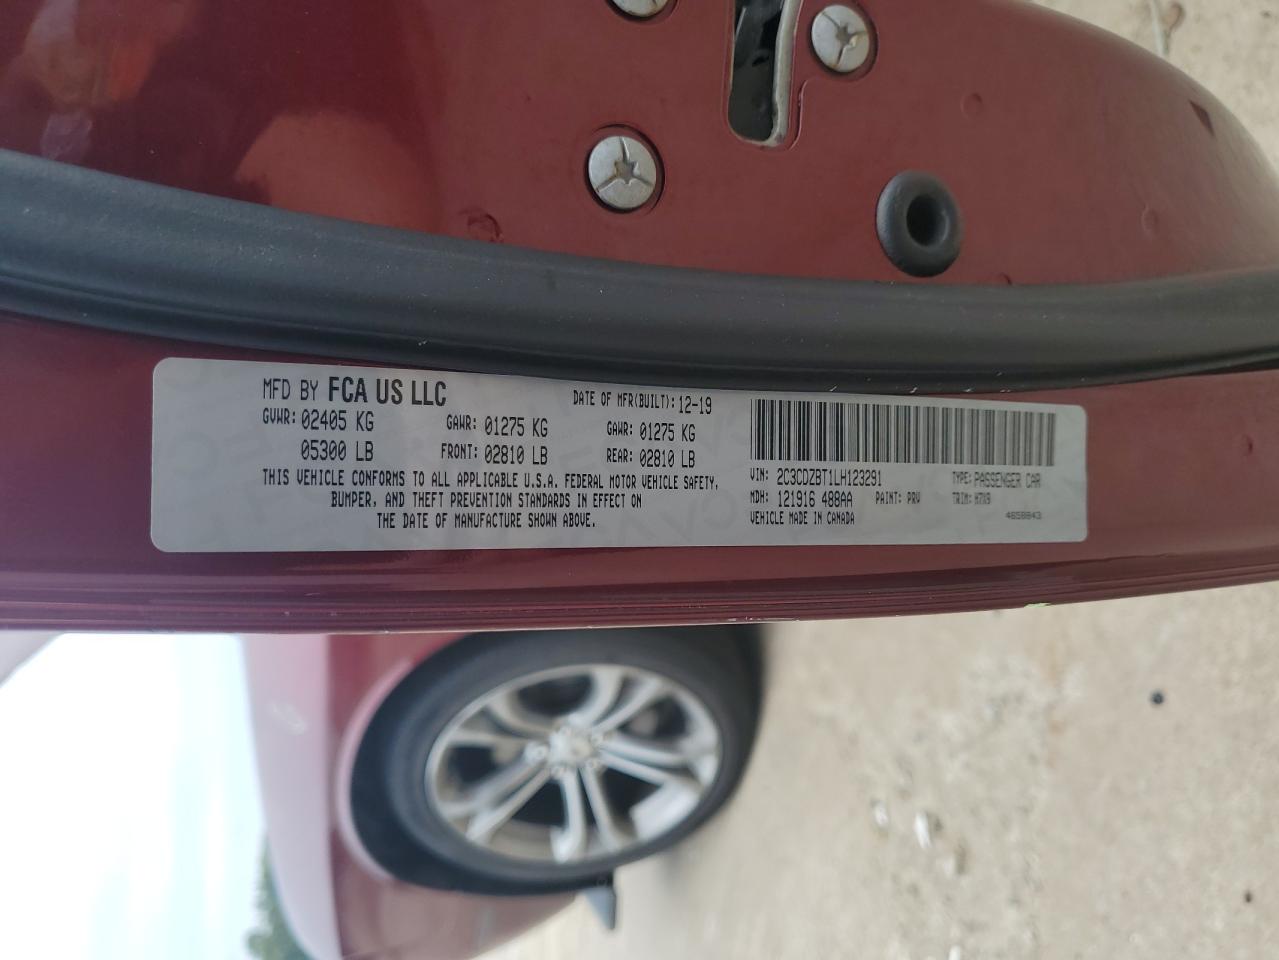 MFD BY FCA US LLC
DATE OF MFR(BUILT): 12-19
GVWR: 02405 KG GAWR: 01275 KG GAWR: 01275 KG
05300 LB FRONT: 02810 LB REAR: 02810 LB
THIS VEHICLE CONFORMS TO ALL APPLICABLE U.S.A. FEDERAL MOTOR VEHICLE SAFETY,
BUMPER, AND THEFT PREVENTION STANDARDS IN EFFECT ON
THE DATE OF MANUFACTURE SHOWN ABOVE.
VIN: 2C3CDZBT1LH123291 TYPE: PASSENGER CAR
MDH: 121916 488AA PAINT: PRV TRIM: H7X9
VEHICLE MADE IN CANADA 4658843